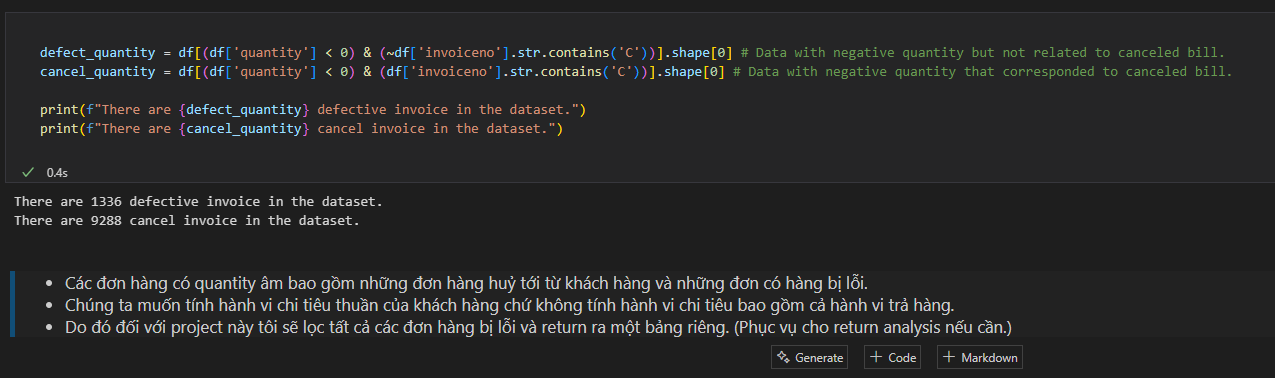 defect_quantity = df[(df['quantity'] < 0) & (~df['invoiceno'].str.contains('C'))].shape[0] # Data with negative quantity but not related to canceled bill.
cancel_quantity = df[(df['quantity'] < 0) & (df['invoiceno'].str.contains('C'))].shape[0] # Data with negative quantity that corresponded to canceled bill.
print(f"There are {defect_quantity} defective invoice in the dataset.")
print(f"There are {cancel_quantity} cancel invoice in the dataset.")
0.4s
There are 1336 defective invoice in the dataset.
There are 9288 cancel invoice in the dataset.
• Các đơn hàng có quantity âm bao gồm những đơn hàng huỷ tới từ khách hàng và những đơn có hàng bị lỗi.
• Chúng ta muốn tính hành vi chi tiêu thuần của khách hàng chứ không tính hành vi chi tiêu bao gồm cả hành vi trả hàng.
• Do đó đối với project này tôi sẽ lọc tất cả các đơn hàng bị lỗi và return ra một bảng riêng. (Phục vụ cho return analysis nếu cần.)
Generate + Code + Markdown